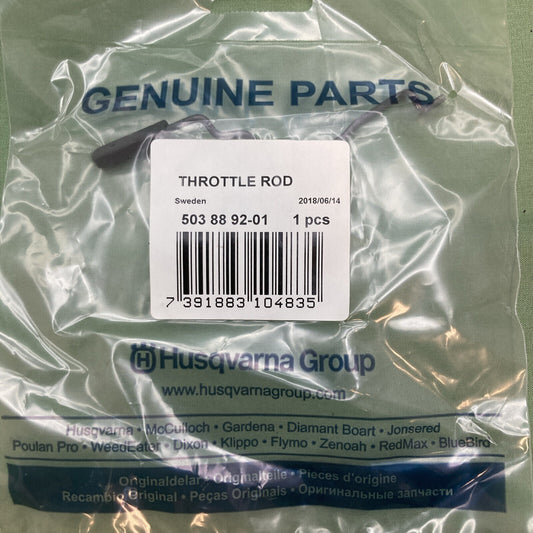 GENUINE PARTS
THROTTLE ROD
Sweden 2018/06/14
503 88 92-01 1 pcs
7 391883 104835
H Husqvarna Group
www.husqvarnagroup.com
Husqvarna • McCulloch • Gardena • Diamant Boart • Jonsered
Poulan Pro • WeedEater • Dixon • Klippo • Flymo • Zenoah • RedMax • BlueBird
Originaldelar • Originalteile • Pieces d'origine
Recambio Original • Peças Originais • Оригинальные запчасти